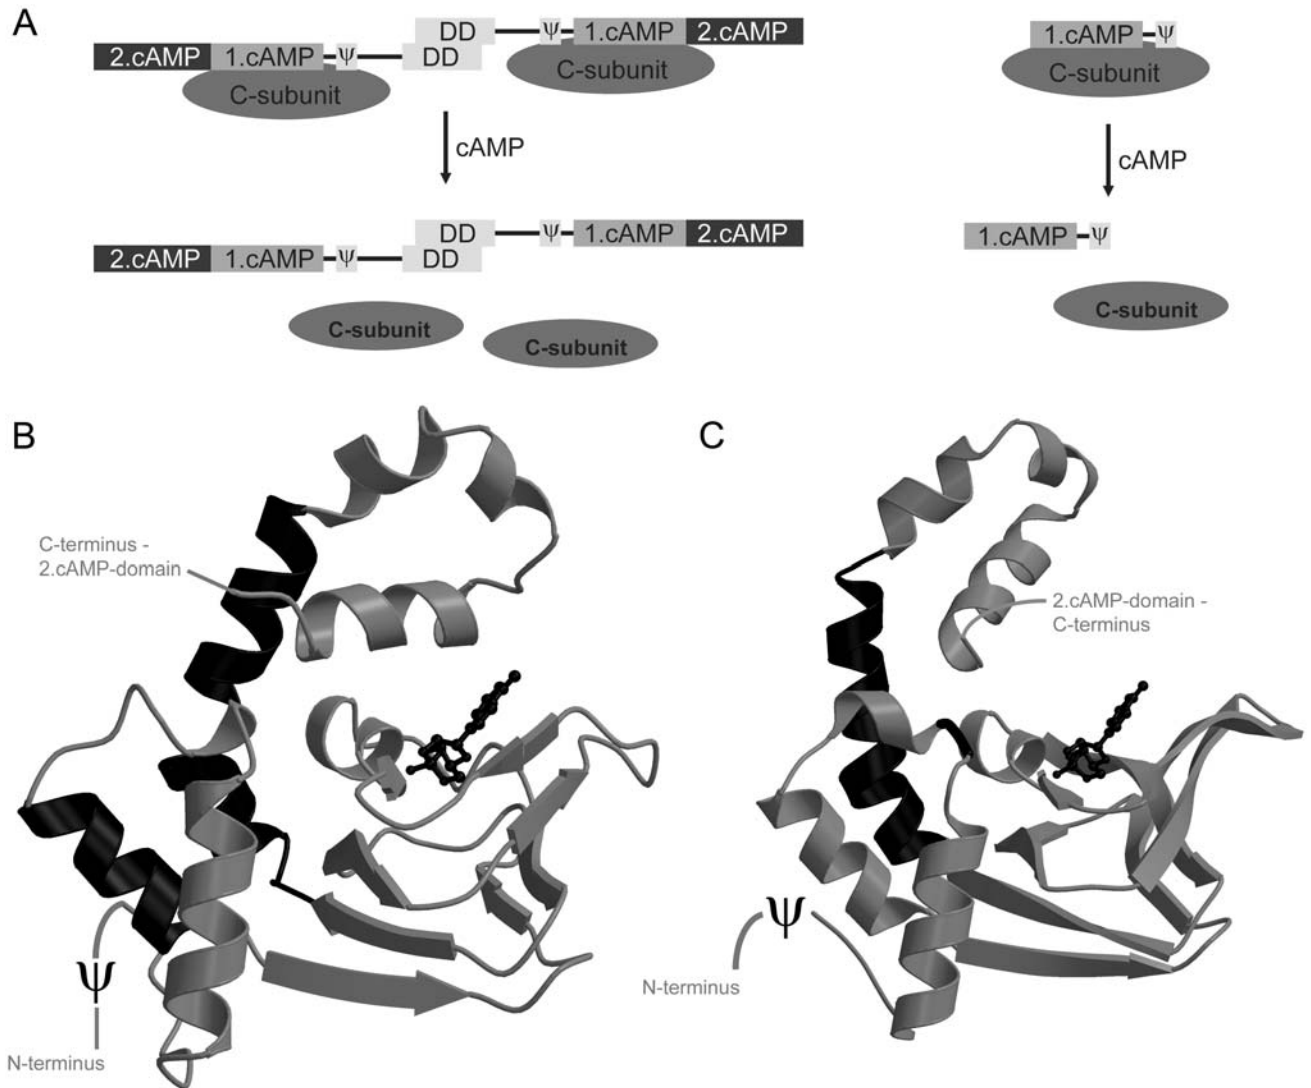 A
DD
ψ
1.cAMP
2.cAMP
2.cAMP
1.cAMP
ψ
DD
C-subunit
C-subunit
cAMP
DD
ψ
1.cAMP
2.cAMP
2.cAMP
1.cAMP
ψ
DD
C-subunit
C-subunit
1.cAMP
ψ
C-subunit
cAMP
1.cAMP
ψ
C-subunit
B
C-terminus -
2.cAMP-domain
ψ
N-terminus
C
2.cAMP-domain -
C-terminus
ψ
N-terminus